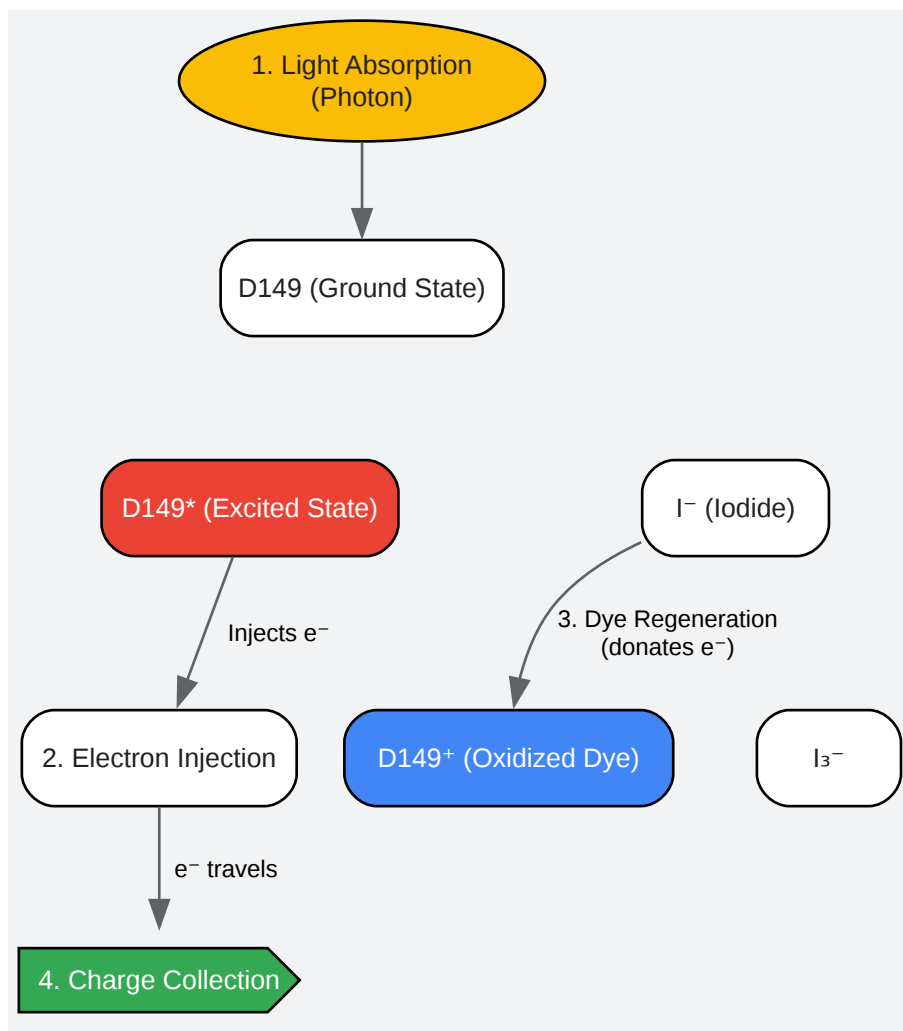 1. Light Absorption
(Photon)
D149 (Ground State)
D149* (Excited State)
I⁻ (Iodide)
Injects e⁻
3. Dye Regeneration
(donates e⁻)
2. Electron Injection
D149⁺ (Oxidized Dye)
I₃⁻
e⁻ travels
4. Charge Collection